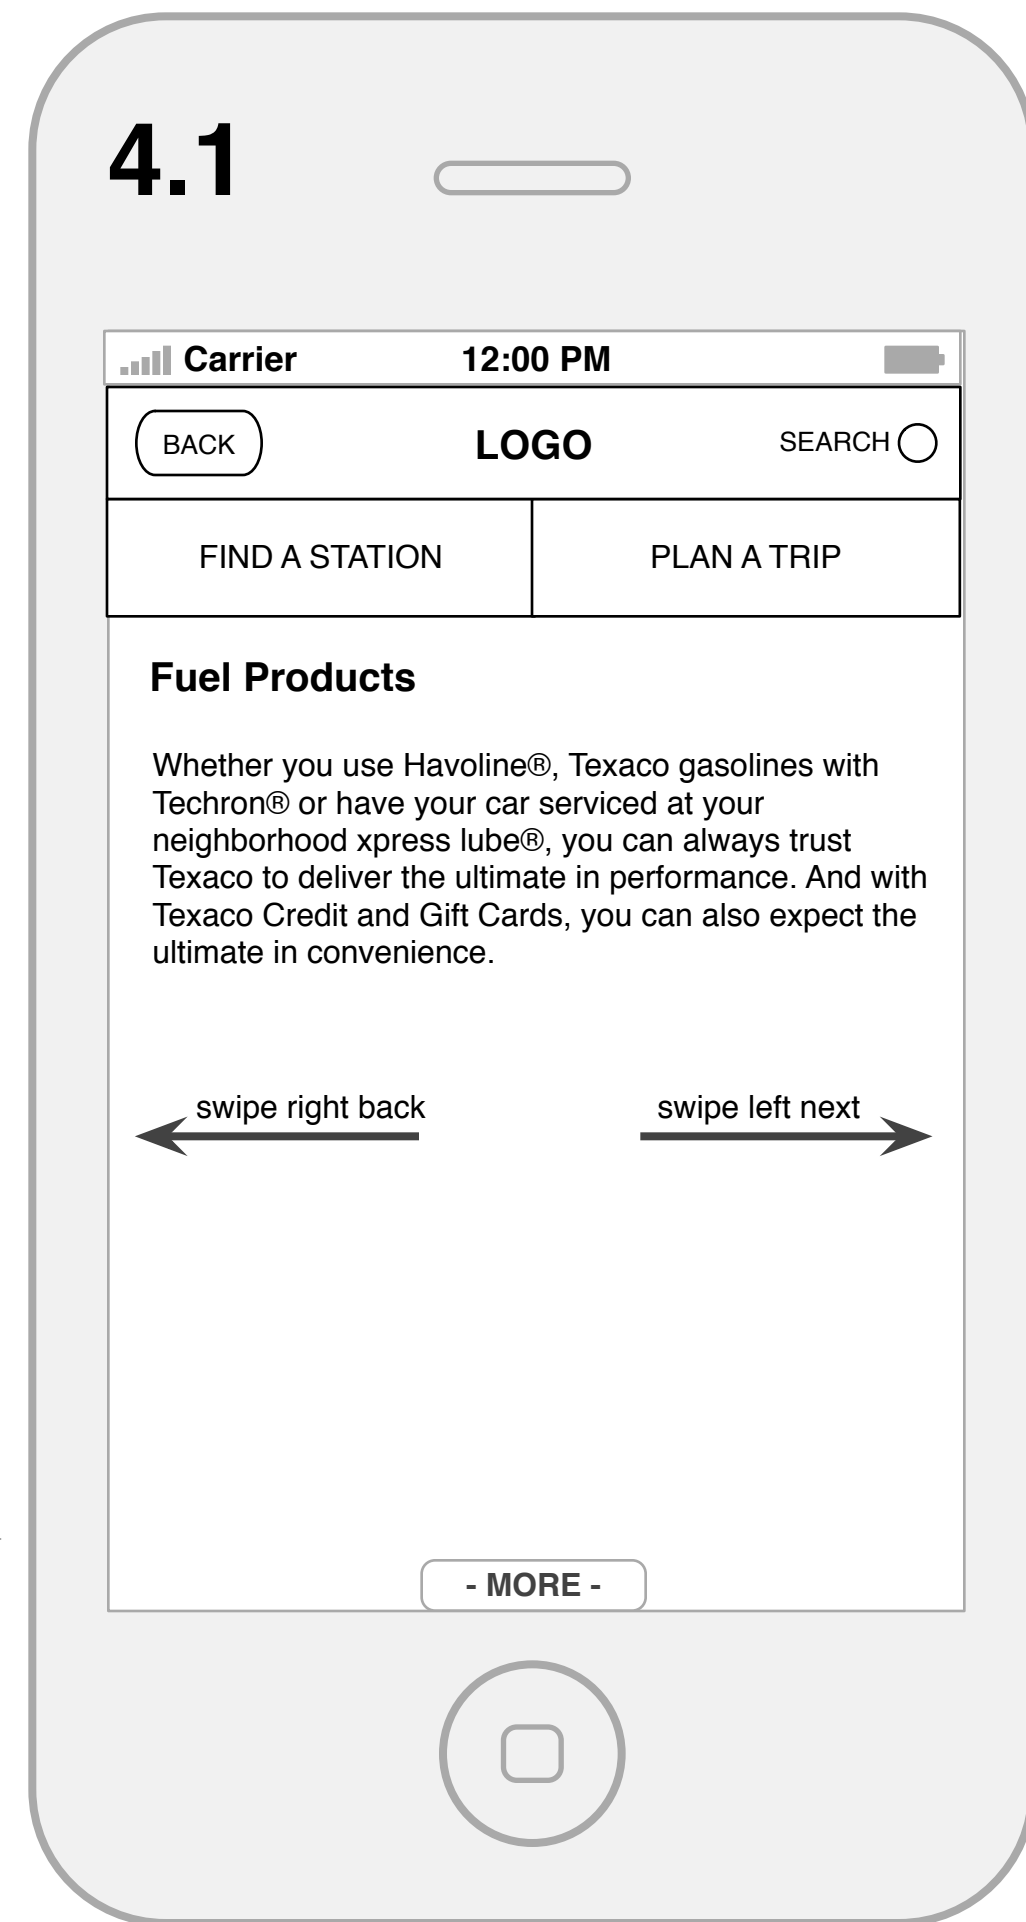 4.1
Carrier 12:00 PM
BACK LOGO SEARCH
FIND A STATION PLAN A TRIP
Fuel Products
Whether you use Havoline®, Texaco gasolines with
Techron® or have your car serviced at your
neighborhood xpress lube®, you can always trust
Texaco to deliver the ultimate in performance. And with
Texaco Credit and Gift Cards, you can also expect the
ultimate in convenience.
swipe right back swipe left next
- MORE -